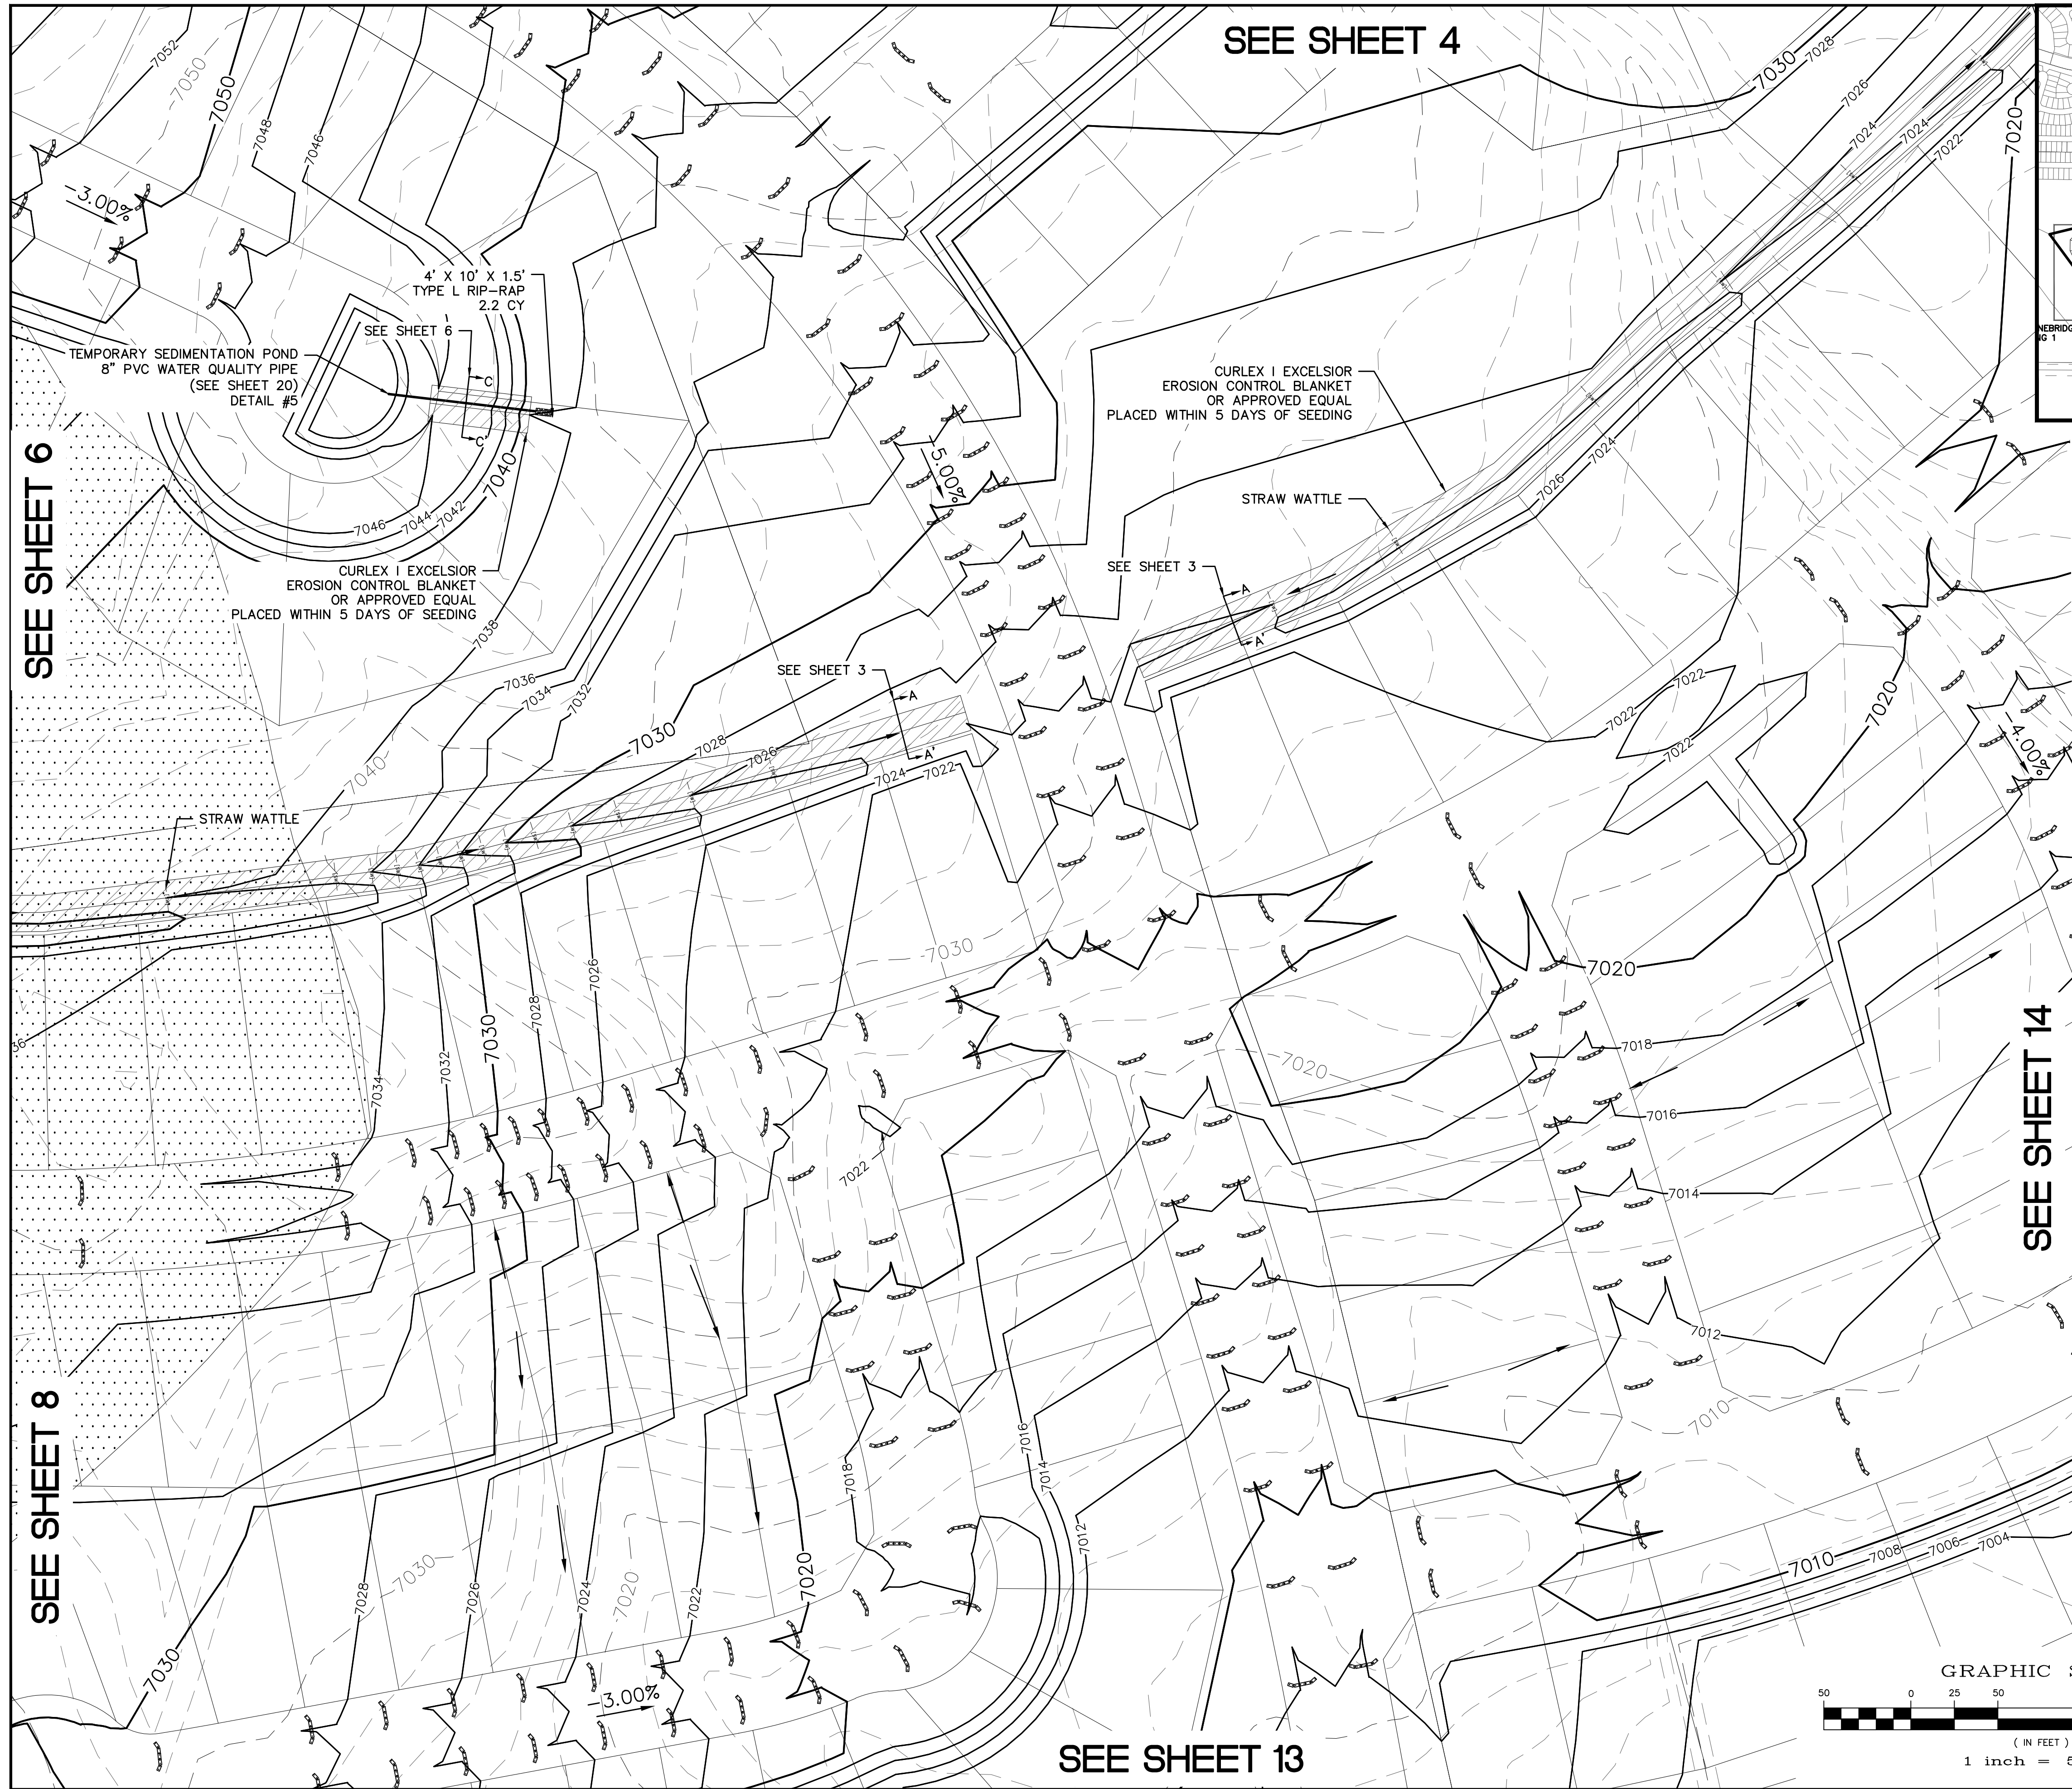 SEE SHEET 4
7052
7050
7050
7048
7046
7030
7028
7026
7024
7024
7022
7020
-3.00%
4' X 10' X 1.5'
TYPE L RIP-RAP
2.2 CY
SEE SHEET 6
TEMPORARY SEDIMENTATION POND
8" PVC WATER QUALITY PIPE
(SEE SHEET 20)
DETAIL #5
C
C'
7040
7046
7044
7042
CURLEX I EXCELSIOR
EROSION CONTROL BLANKET
OR APPROVED EQUAL
PLACED WITHIN 5 DAYS OF SEEDING
STRAW WATTLE
7026
7024
-5.00%
SEE SHEET 6
CURLEX I EXCELSIOR
EROSION CONTROL BLANKET
OR APPROVED EQUAL
PLACED WITHIN 5 DAYS OF SEEDING
7038
SEE SHEET 3
A
A'
7036
7034
7032
SEE SHEET 3
A
A'
7030
7028
7026
7024
7022
7022
7022
7022
7020
-4.00%
7040
STRAW WATTLE
7030
7020
7026
7028
7030
7032
7034
36
7020
7018
7016
7014
7012
7022
SEE SHEET 14
7010
7016
7014
7012
7018
7020
SEE SHEET 8
7030
7028
7026
7024
7020
7022
7030
-3.00%
7010
7008
7006
7004
SEE SHEET 13
NEBRIDG
NG 1
GRAPHIC S
50 0 25 50
( IN FEET )
1 inch = 5